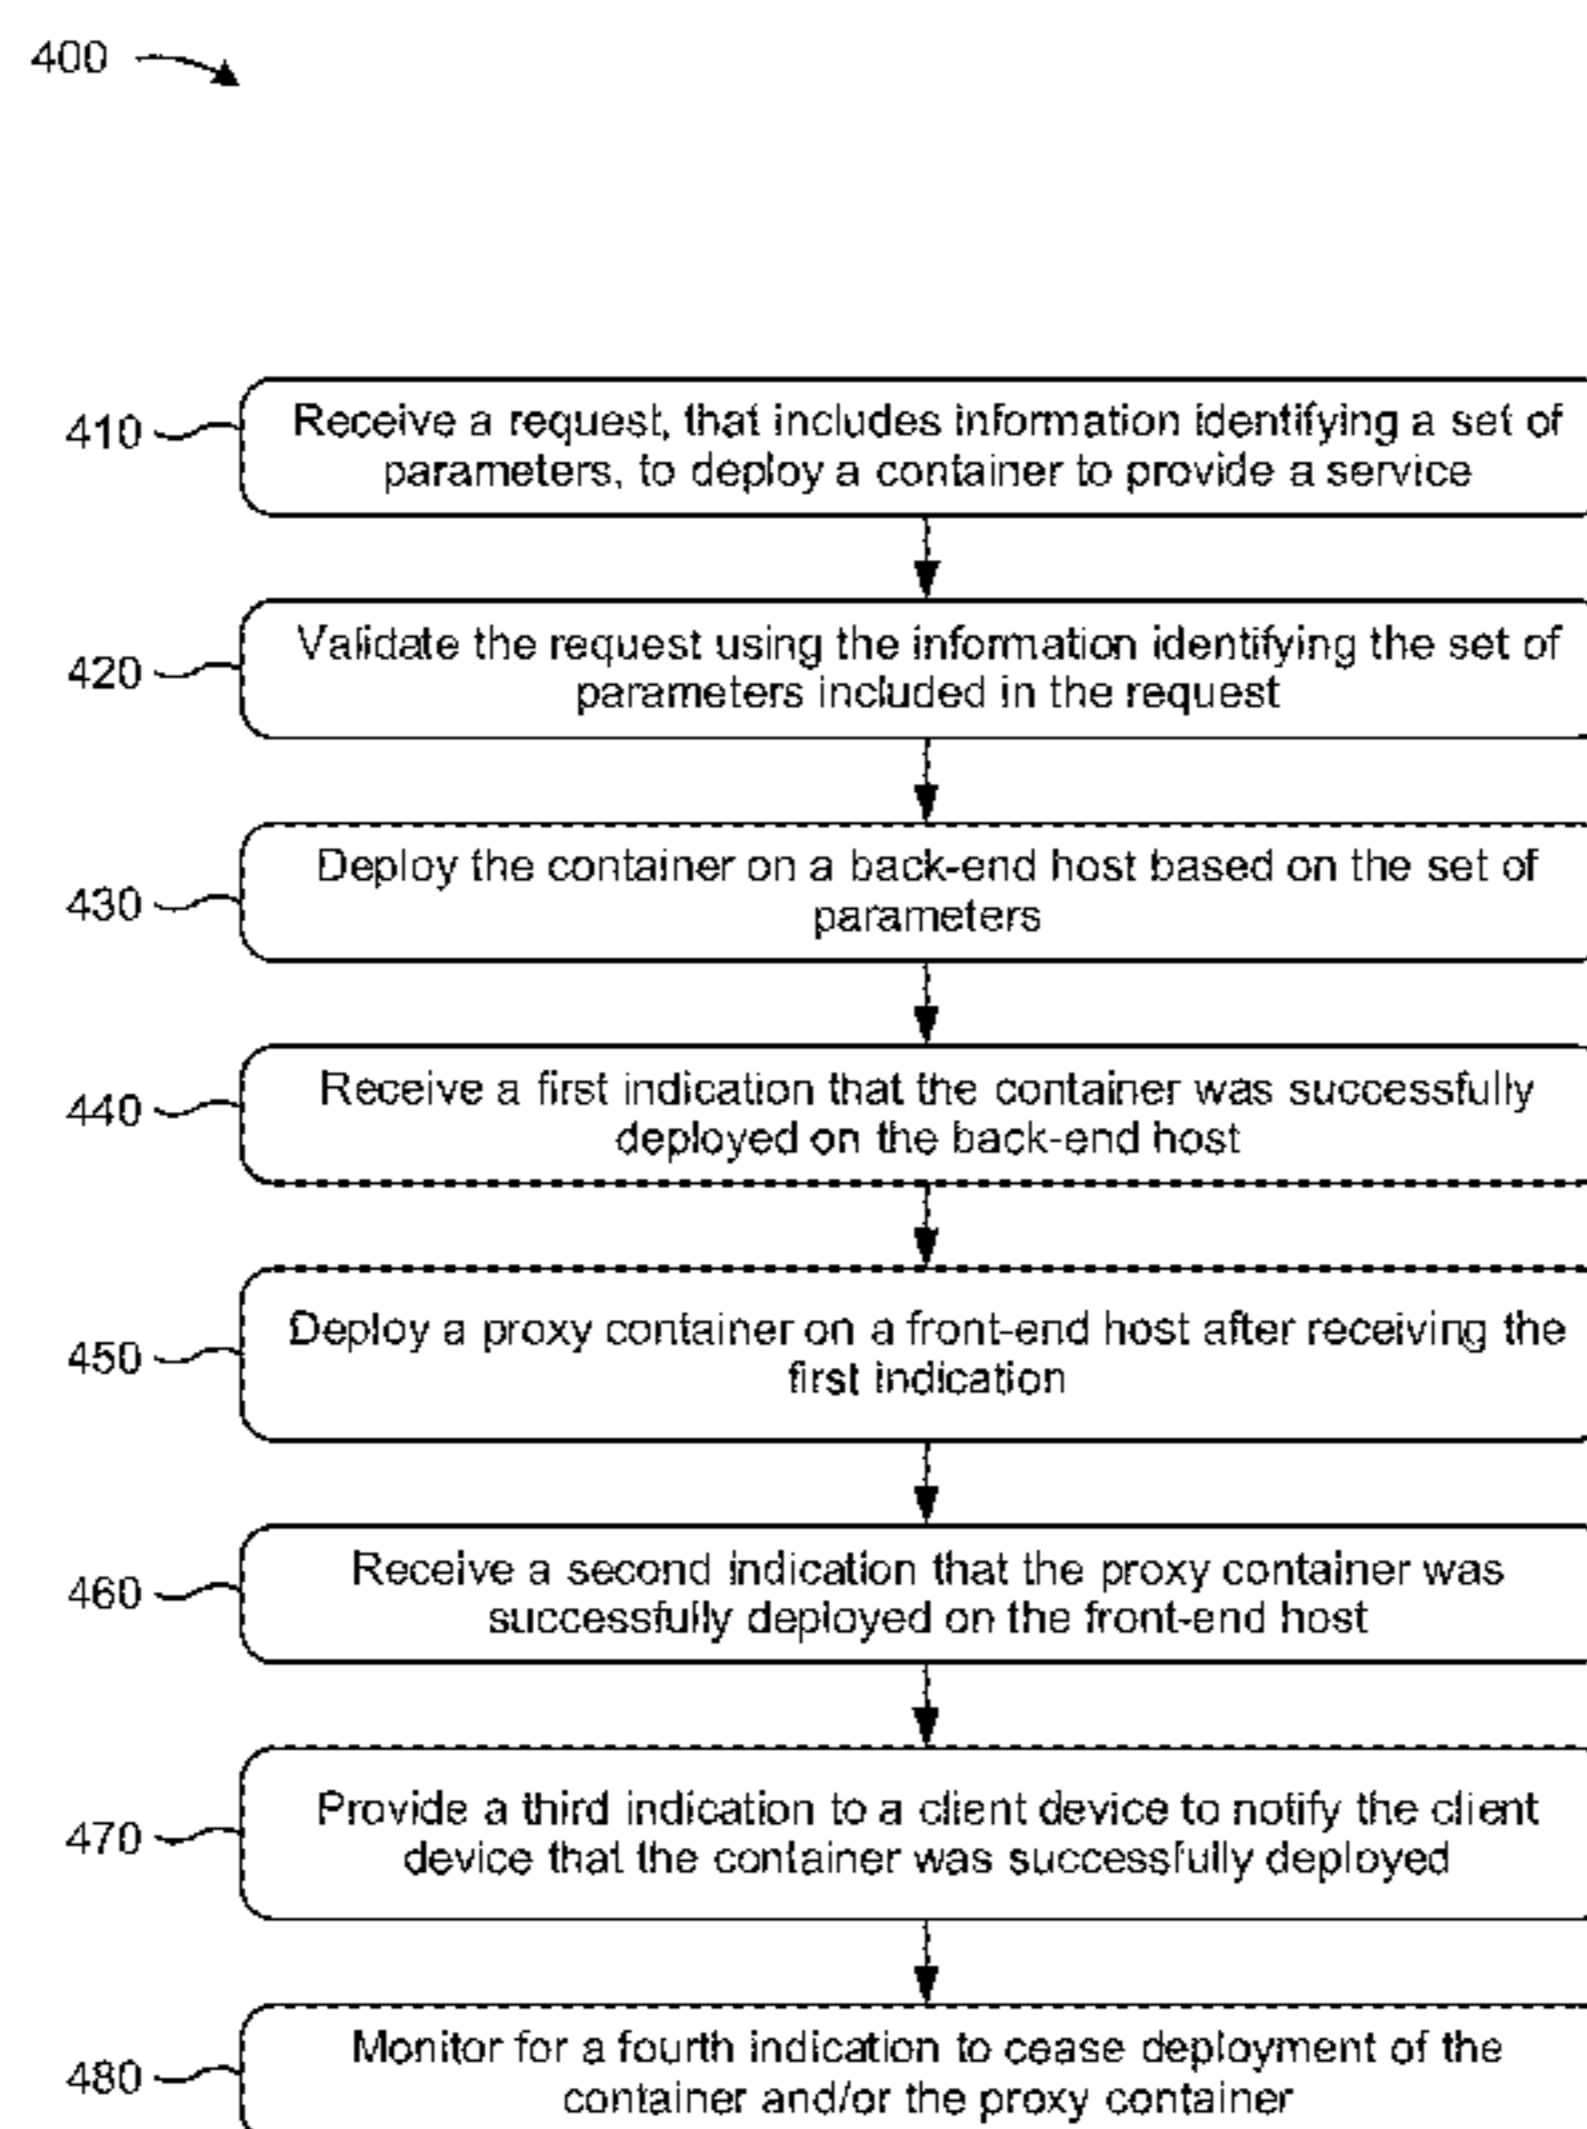 400
410
Receive a request, that includes information identifying a set of
parameters, to deploy a container to provide a service
420
Validate the request using the information identifying the set of
parameters included in the request
430
Deploy the container on a back-end host based on the set of
parameters
440
Receive a first indication that the container was successfully
deployed on the back-end host
450
Deploy a proxy container on a front-end host after receiving the
first indication
460
Receive a second indication that the proxy container was
successfully deployed on the front-end host
470
Provide a third indication to a client device to notify the client
device that the container was successfully deployed
480
Monitor for a fourth indication to cease deployment of the
container and/or the proxy container